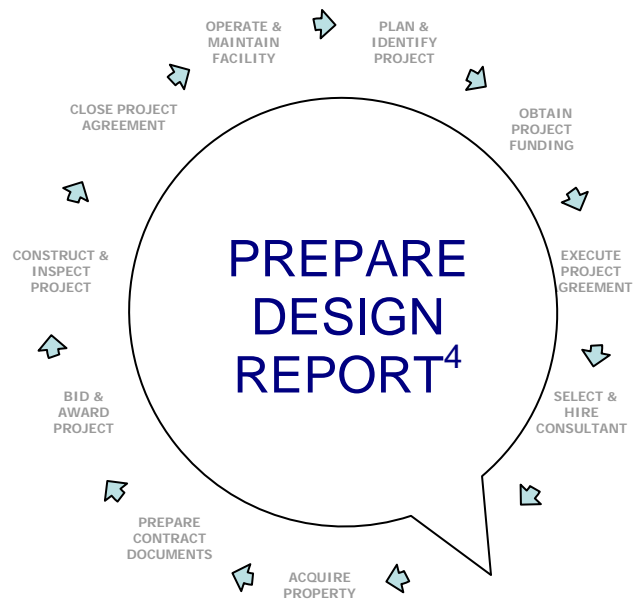 OPERATE &
MAINTAIN
FACILITY
PLAN &
IDENTIFY
PROJECT
OBTAIN
PROJECT
FUNDING
EXECUTE
PROJECT
GREEMENT
SELECT &
HIRE
CONSULTANT
PREPARE
DESIGN
REPORT⁴
ACQUIRE
PROPERTY
PREPARE
CONTRACT
DOCUMENTS
BID &
AWARD
PROJECT
CONSTRUCT &
INSPECT
PROJECT
CLOSE PROJECT
AGREEMENT